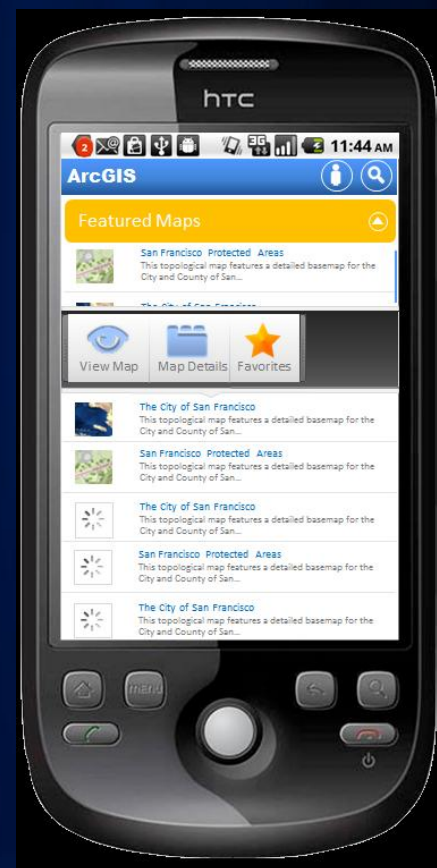 hTC
2
3G
11:44 AM
ArcGIS
Featured Maps
San Francisco Protected Areas
This topological map features a detailed basemap for the
City and County of San...
The City of San Francisco
View Map
Map Details
Favorites
The City of San Francisco
This topological map features a detailed basemap for the
City and County of San...
San Francisco Protected Areas
This topological map features a detailed basemap for the
City and County of San...
The City of San Francisco
This topological map features a detailed basemap for the
City and County of San...
San Francisco Protected Areas
This topological map features a detailed basemap for the
City and County of San...
The City of San Francisco
This topological map features a detailed basemap for the
City and County of San...
menu